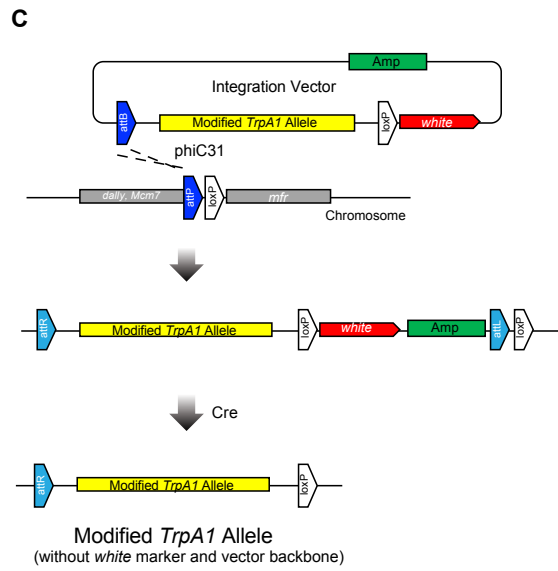 C
Amp
Integration Vector
attB
Modified TrpA1 Allele
loxP
white
phiC31
dally, Mcm7
attP
loxP
mfr
Chromosome
attR
Modified TrpA1 Allele
loxP
white
Amp
attL
loxP
Cre
attR
Modified TrpA1 Allele
loxP
Modified TrpA1 Allele
(without white marker and vector backbone)